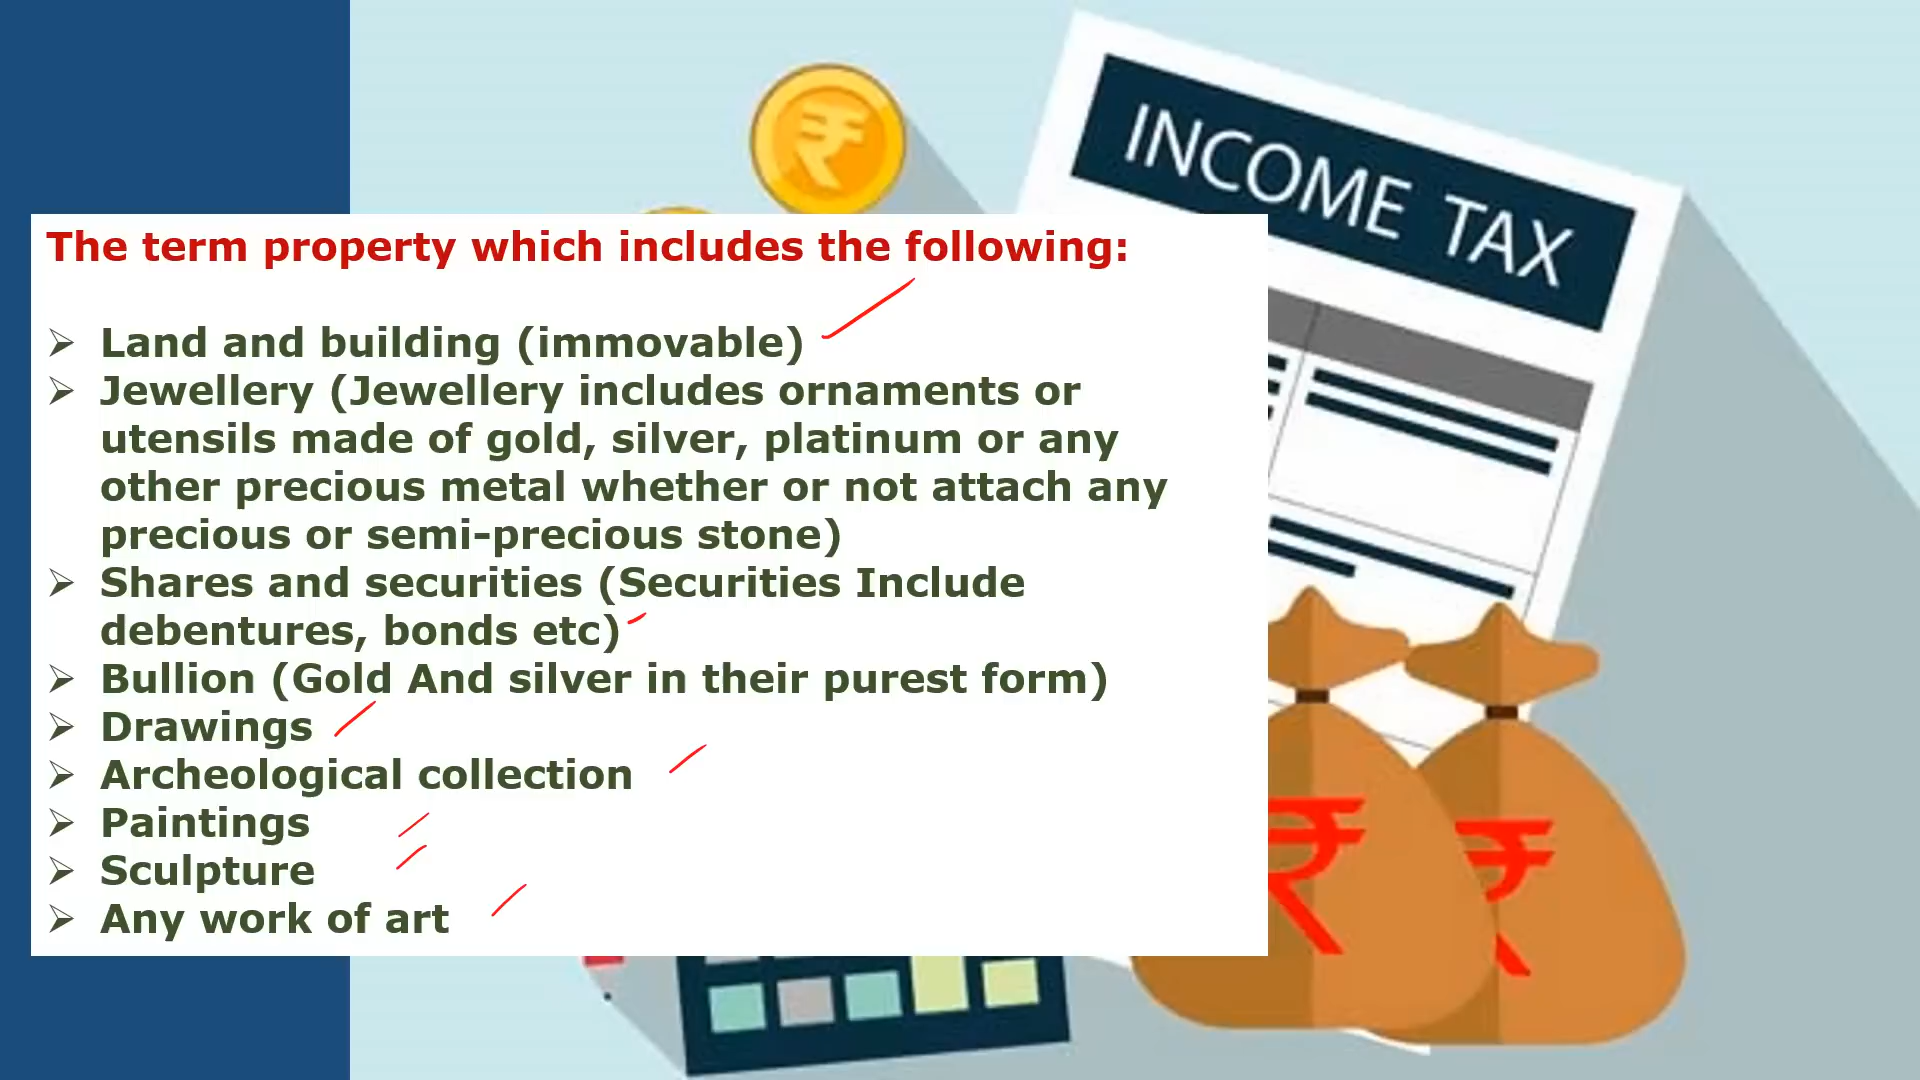 INCOME TAX
The term property which includes the following:
➢ Land and building (immovable)
➢ Jewellery (Jewellery includes ornaments or
utensils made of gold, silver, platinum or any
other precious metal whether or not attach any
precious or semi-precious stone)
➢ Shares and securities (Securities Include
debentures, bonds etc)
➢ Bullion (Gold And silver in their purest form)
➢ Drawings
➢ Archeological collection
➢ Paintings
➢ Sculpture
➢ Any work of art
₹
₹
₹